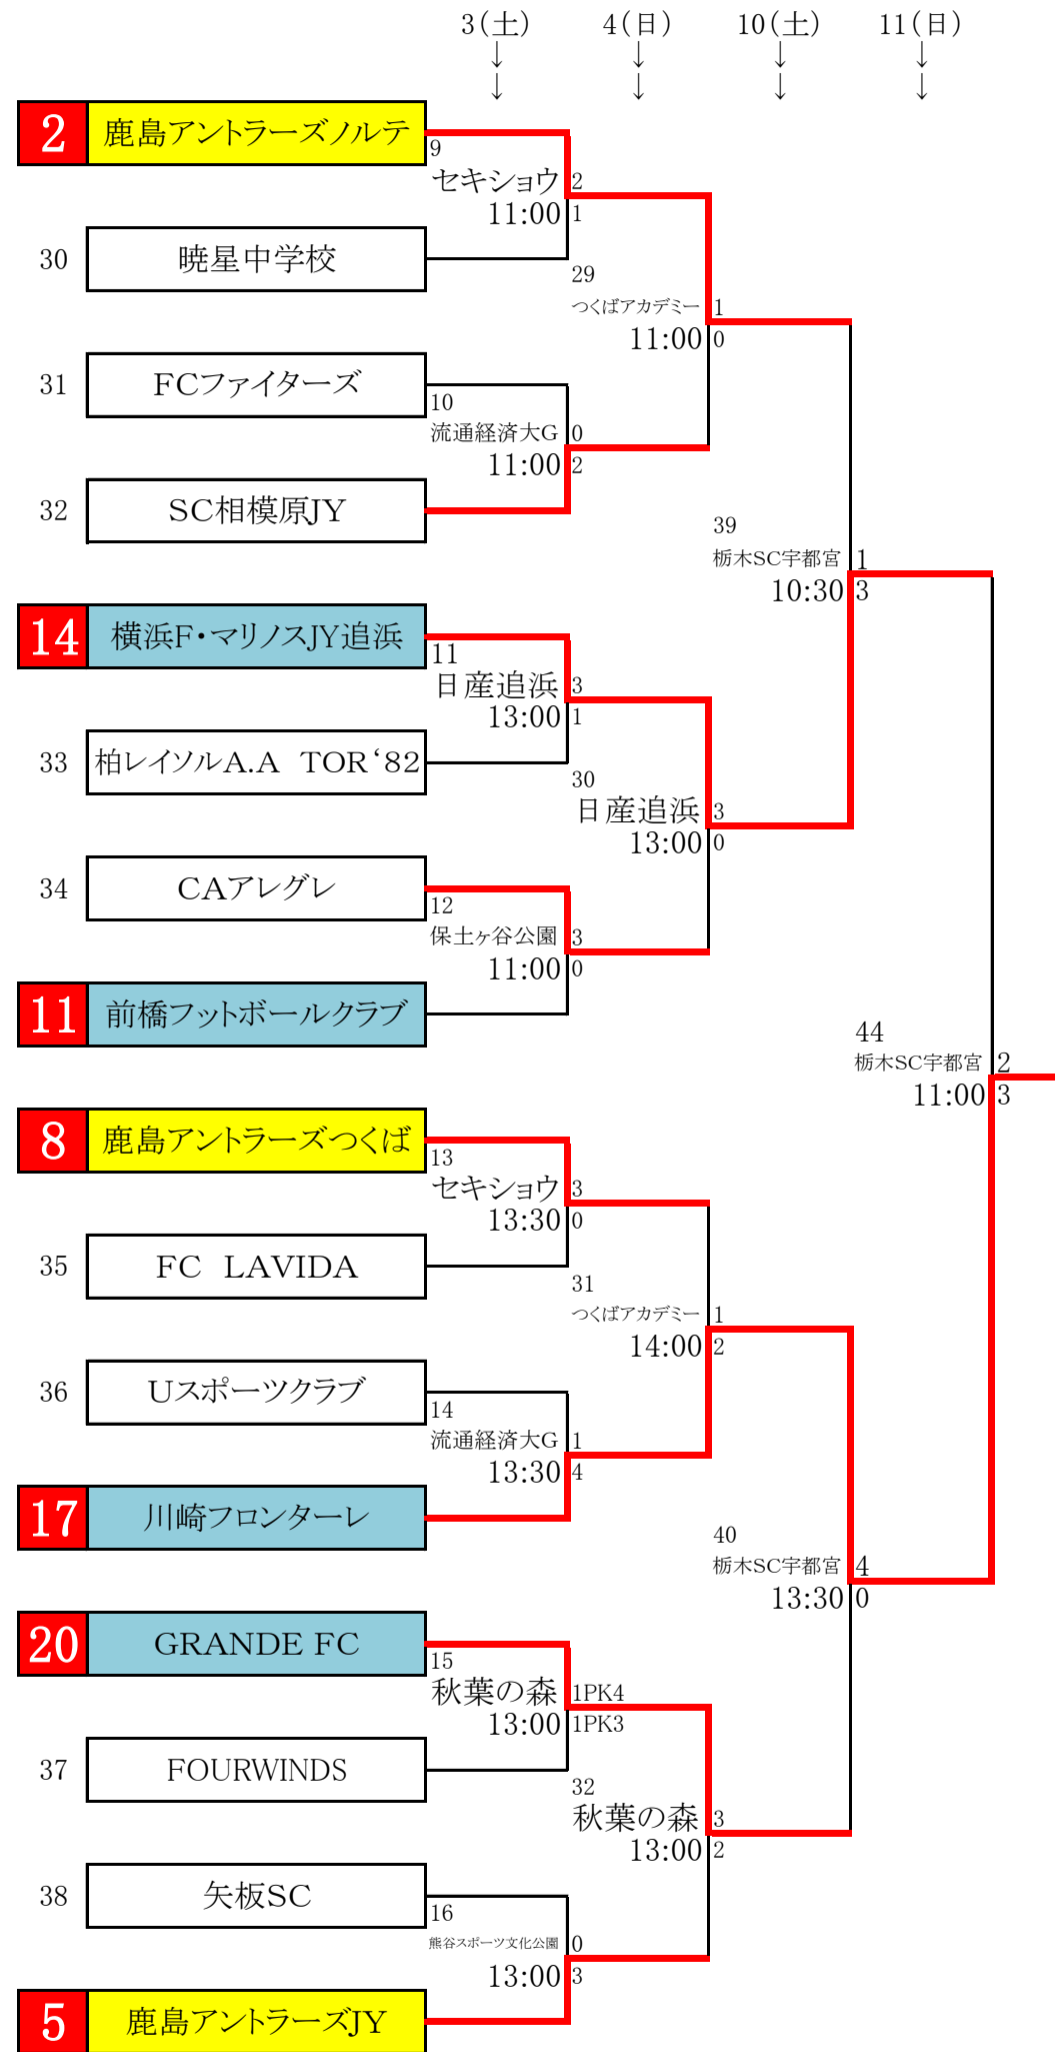 3(土) 4(日) 10(土) 11(日)
↓ ↓ ↓ ↓
↓ ↓ ↓ ↓
2 鹿島アントラーズノルテ
9
セキショウ 2
11:00 1
30 暁星中学校
29
つくばアカデミー 1
11:00 0
31 FCファイターズ
10
流通経済大G 0
11:00 2
32 SC相模原JY
39
栃木SC宇都宮 1
10:30 3
14 横浜F・マリノスJY追浜
11
日産追浜 3
13:00 1
33 柏レイソルA.A TOR‘82
30
日産追浜 3
13:00 0
34 CAアレグレ
12
保土ヶ谷公園 3
11:00 0
11 前橋フットボールクラブ
44
栃木SC宇都宮 2
11:00 3
8 鹿島アントラーズつくば
13
セキショウ 3
13:30 0
35 FC LAVIDA
31
つくばアカデミー 1
14:00 2
36 Uスポーツクラブ
14
流通経済大G 1
13:30 4
17 川崎フロンターレ
40
栃木SC宇都宮 4
13:30 0
20 GRANDE FC
15
秋葉の森 1PK4
13:00 1PK3
37 FOURWINDS
32
秋葉の森 3
13:00 2
38 矢板SC
16
熊谷スポーツ文化公園 0
13:00 3
5 鹿島アントラーズJY